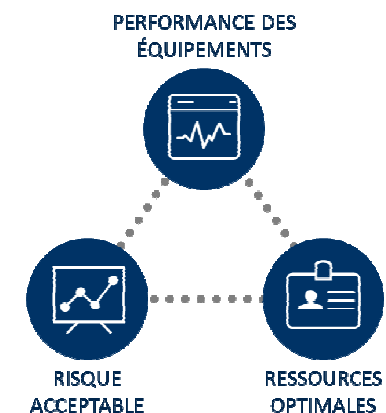 PERFORMANCE DES
ÉQUIPEMENTS
RISQUE
ACCEPTABLE
RESSOURCES
OPTIMALES